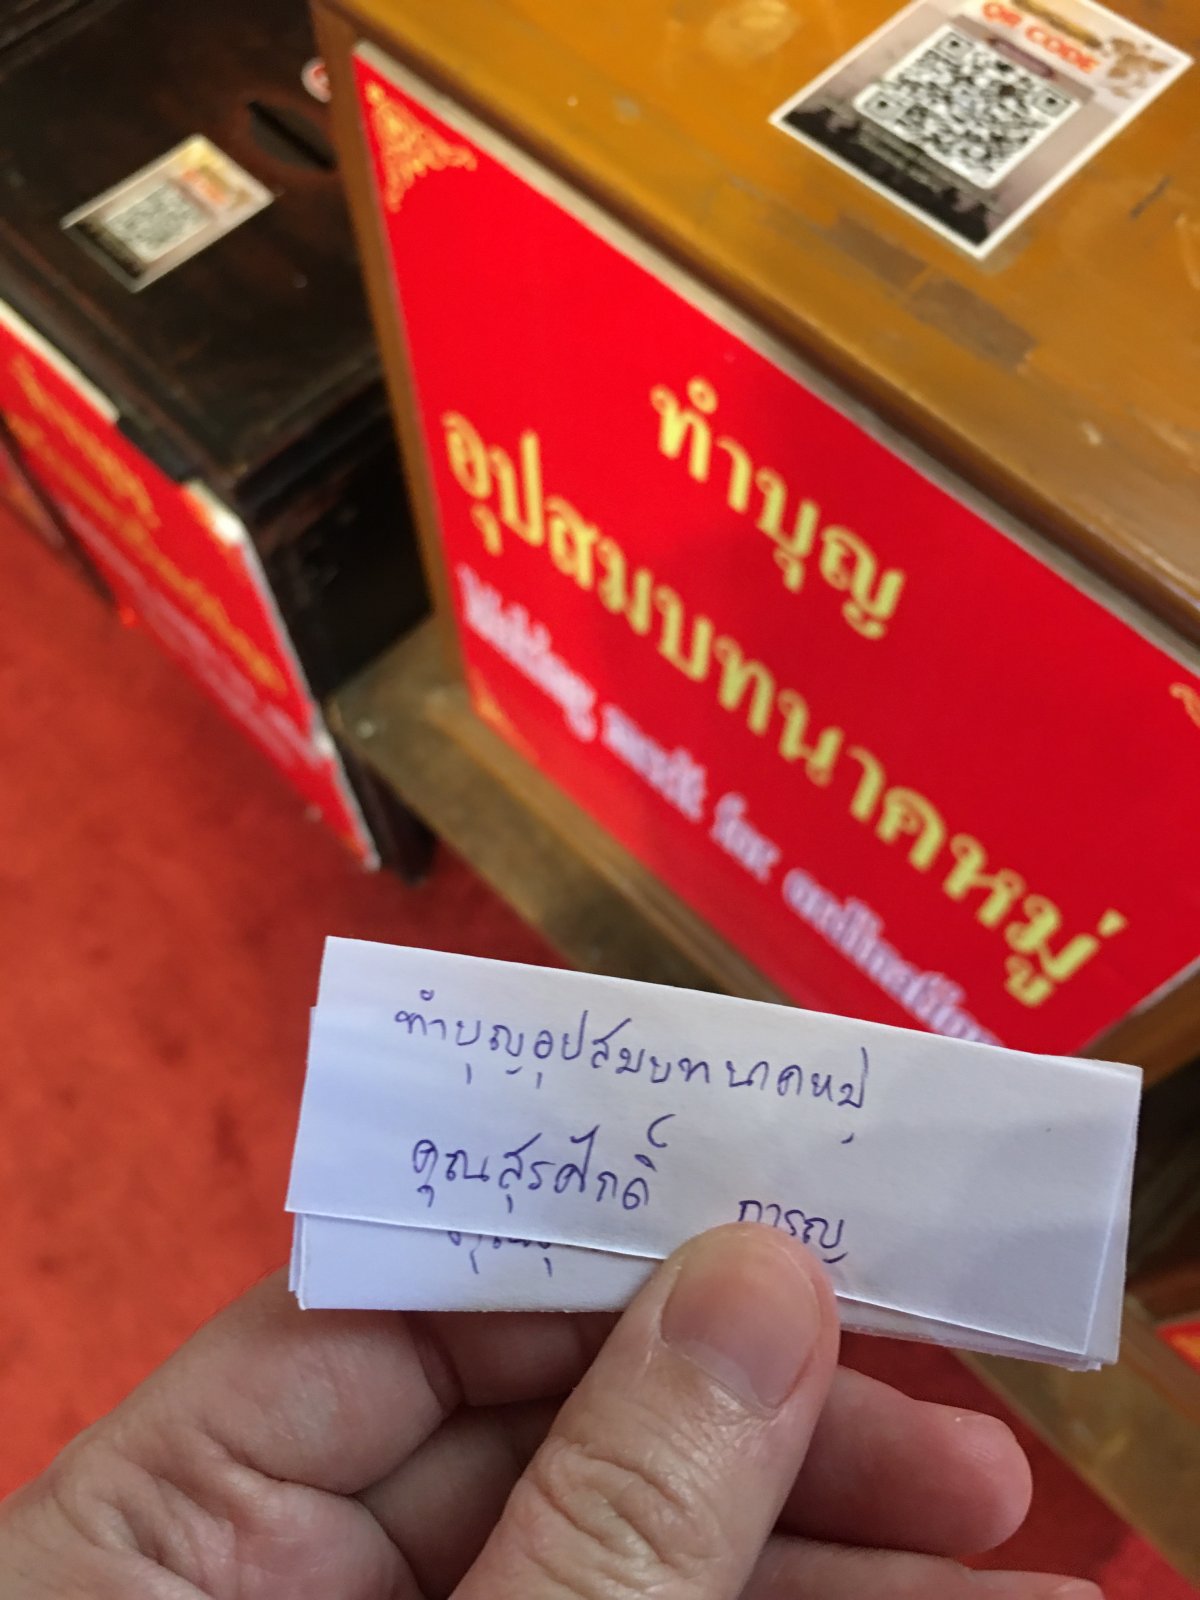 QR CODE
ทำบุญ
อุปสมบทนาคหมู่
Making merit for ordination
ทำบุญอุปสมบทนาคหมู่
คุณสุรศักดิ์ การญ